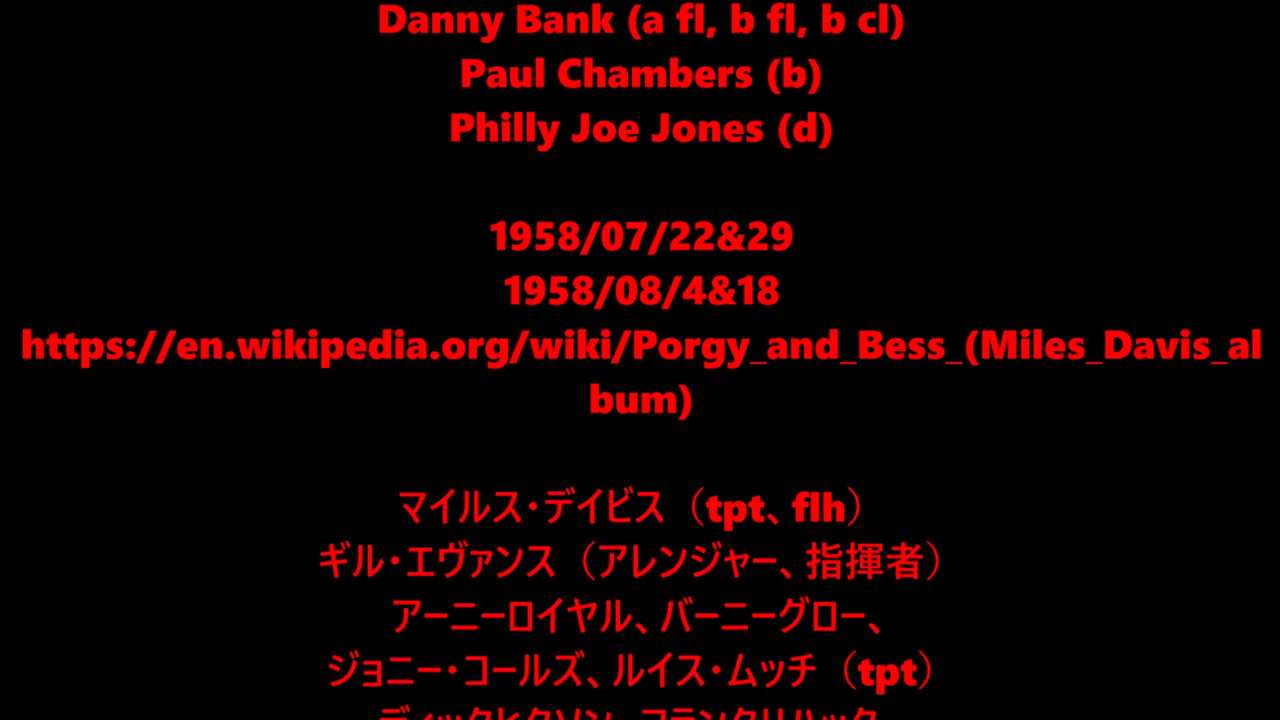 Danny Bank (a fl, b fl, b cl)
Paul Chambers (b)
Philly Joe Jones (d)
1958/07/22&29
1958/08/4&18
https://en.wikipedia.org/wiki/Porgy_and_Bess_(Miles_Davis_al
bum)
マイルス・デイビス（tpt、flh）
ギル・エヴァンス（アレンジャー、指揮者）
アーニーロイヤル、バーニーグロー、
ジョニー・コールズ、ルイス・ムッチ（tpt）